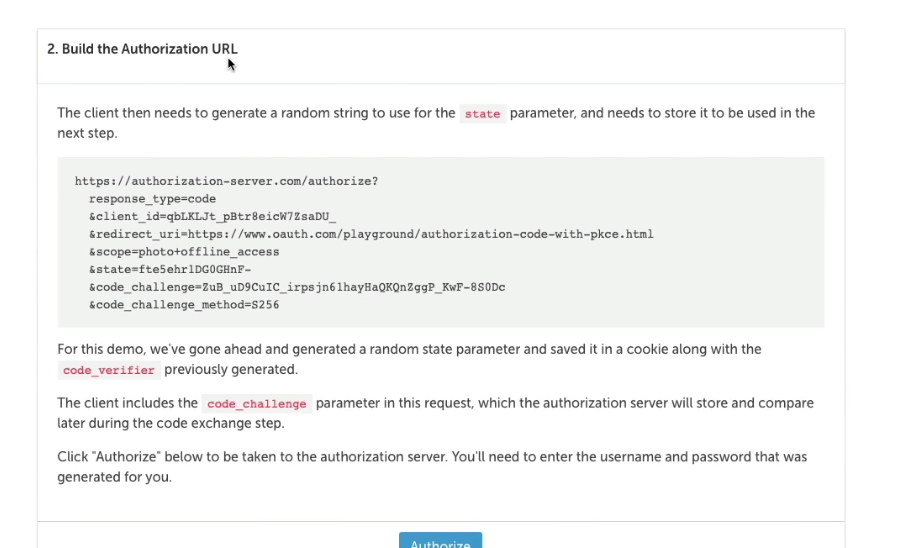 2. Build the Authorization URL
The client then needs to generate a random string to use for the state parameter, and needs to store it to be used in the
next step.
https://authorization-server.com/authorize?
response_type=code
&client_id=qbLKLJt_pBtr8eicW7ZsaDU_
&redirect_uri=https://www.oauth.com/playground/authorization-code-with-pkce.html
&scope=photo+offline_access
&state=fte5ehr1DG0GHnF-
&code_challenge=ZuB_uD9CuIC_irpsjn61hayHaQKQnZggP_KwF-8S0Dc
&code_challenge_method=S256
For this demo, we've gone ahead and generated a random state parameter and saved it in a cookie along with the
code_verifier previously generated.
The client includes the code_challenge parameter in this request, which the authorization server will store and compare
later during the code exchange step.
Click "Authorize" below to be taken to the authorization server. You'll need to enter the username and password that was
generated for you.
Authorize